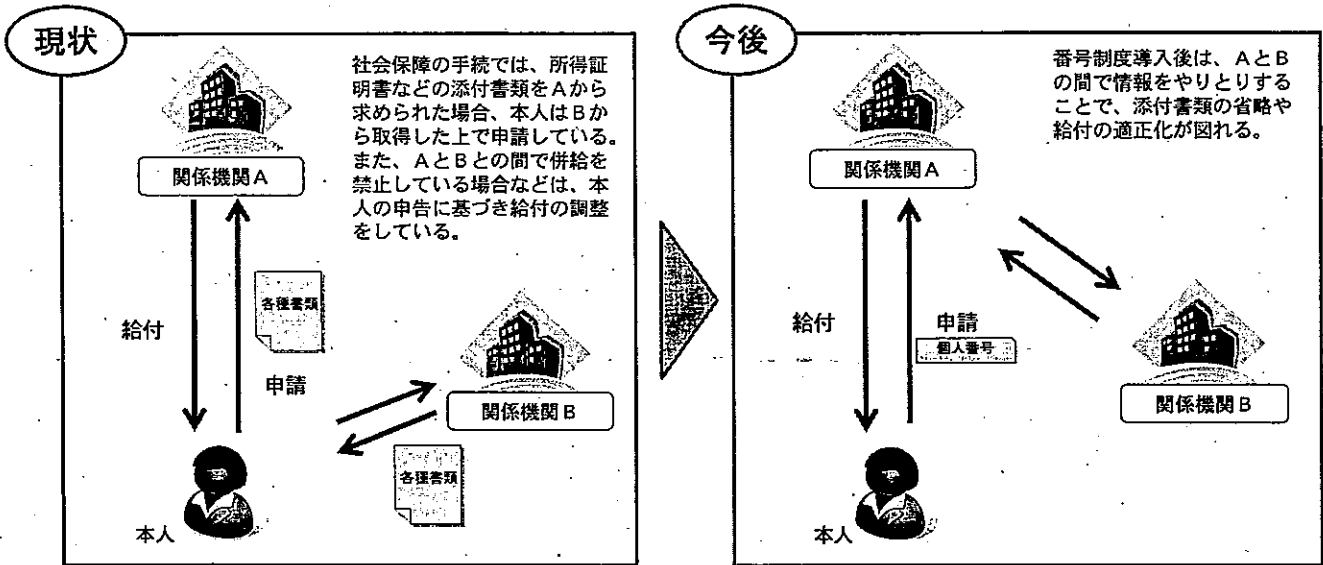 現状
社会保障の手続では、所得証
明書などの添付書類をAから
求められた場合、本人はBか
ら取得した上で申請している。
また、AとBとの間で併給を
禁止している場合などは、本
人の申告に基づき給付の調整
をしている。
関係機関A
各種書類
給付
申請
関係機関B
各種書類
本人
今後
番号制度導入後は、AとB
の間で情報をやりとりする
ことで、添付書類の省略や
給付の適正化が図れる。
関係機関A
給付
申請
個人番号
関係機関B
本人